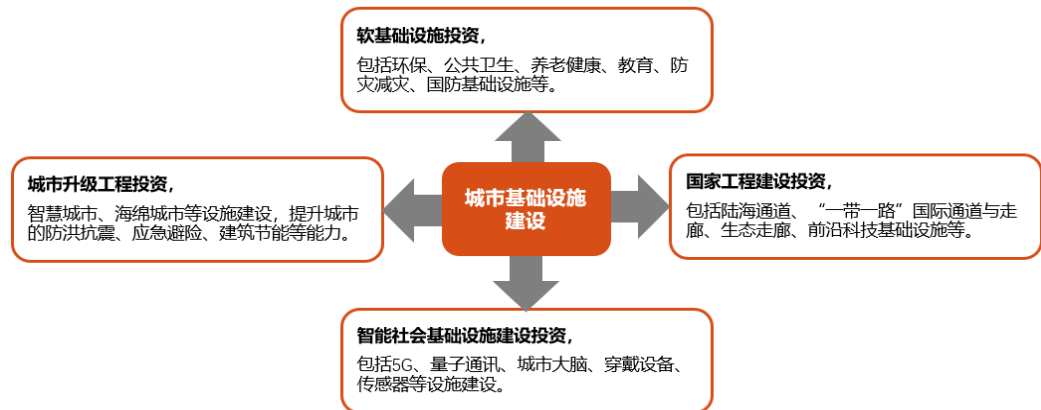 软基础设施投资，
包括环保、公共卫生、养老健康、教育、防
灾减灾、国防基础设施等。
城市升级工程投资，
智慧城市、海绵城市等设施建设，提升城市
的防洪抗震、应急避险、建筑节能等能力。
城市基础设施
建设
国家工程建设投资，
包括陆海通道、“一带一路”国际通道与走
廊、生态走廊、前沿科技基础设施等。
智能社会基础设施建设投资，
包括5G、量子通讯、城市大脑、穿戴设备、
传感器等设施建设。